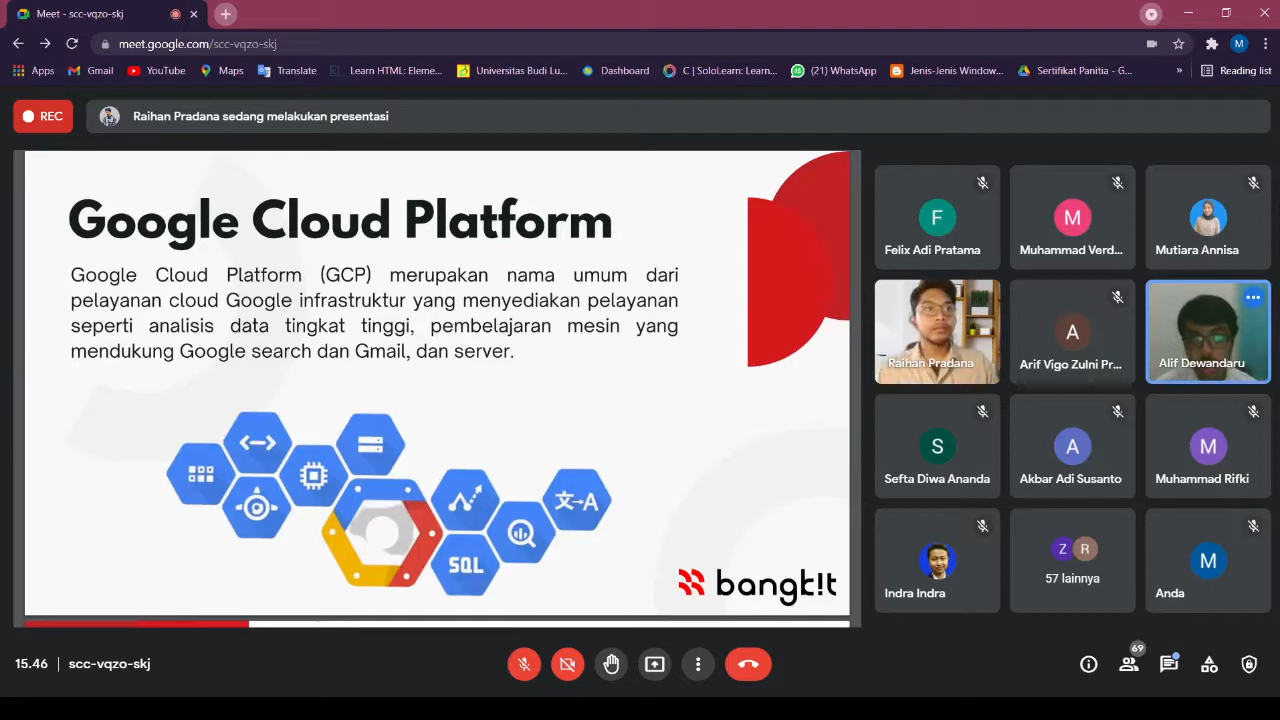 Meet - scc-vqzo-skj
meet.google.com/scc-vqzo-skj
M
Apps
Gmail
YouTube
Maps
Translate
Learn HTML: Eleme...
Universitas Budi Lu...
Dashboard
C | SoloLearn: Learn...
(21) WhatsApp
Jenis-Jenis Window...
Sertifikat Panitia - G...
»
Reading list
REC
Raihan Pradana sedang melakukan presentasi
Google Cloud Platform
Google Cloud Platform (GCP) merupakan nama umum dari
pelayanan cloud Google infrastruktur yang menyediakan pelayanan
seperti analisis data tingkat tinggi, pembelajaran mesin yang
mendukung Google search dan Gmail, dan server.
文→A
SQL
bangk!t
F
Felix Adi Pratama
M
Muhammad Verd...
Mutiara Annisa
Raihan Pradana
A
Arif Vigo Zulni Pr...
Alif Dewandaru
S
Sefta Diwa Ananda
A
Akbar Adi Susanto
M
Muhammad Rifki
Indra Indra
Z R
57 lainnya
M
Anda
15.46 | scc-vqzo-skj
69